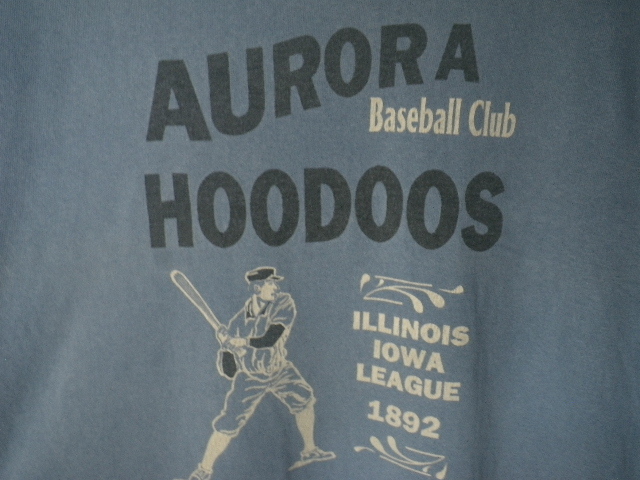 AURORA
Baseball Club
HOODOOS
ILLINOIS
IOWA
LEAGUE
1892